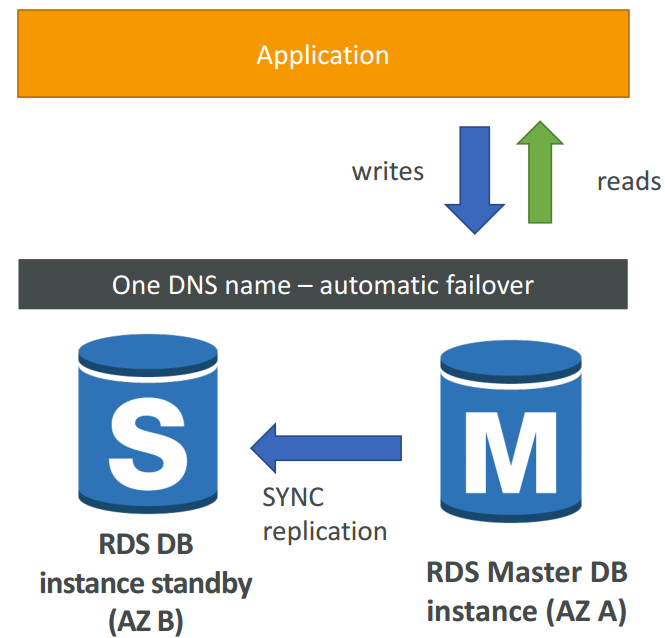 Application
writes
reads
One DNS name – automatic failover
S
M
SYNC
replication
RDS DB
instance standby
(AZ B)
RDS Master DB
instance (AZ A)